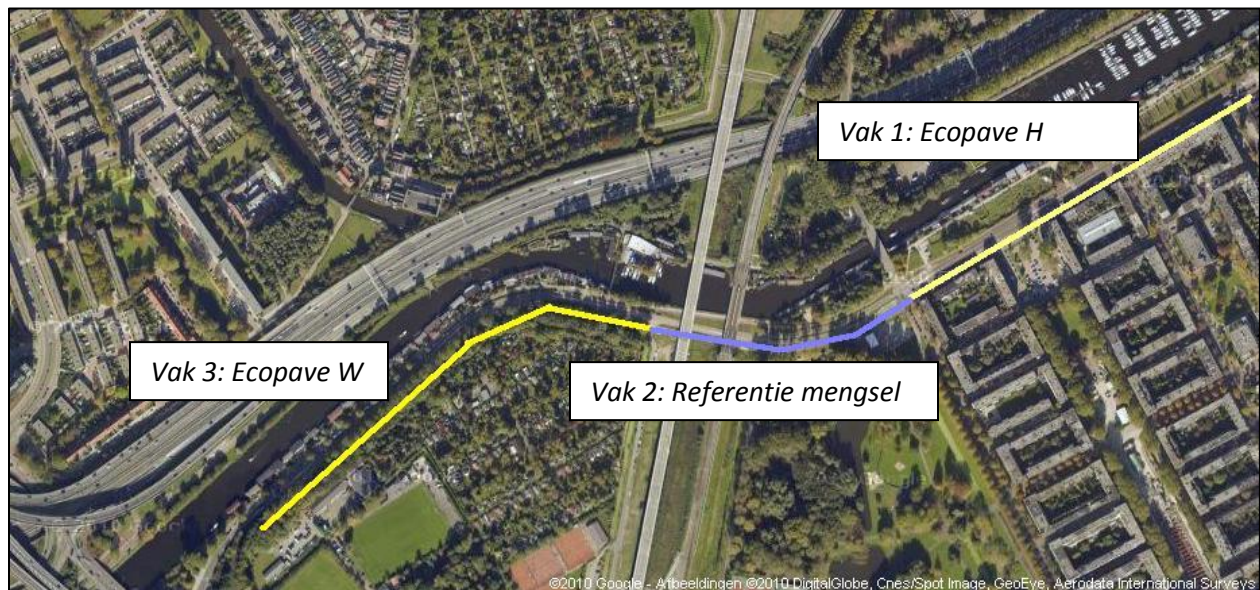 Vak 1: Ecopave H
Vak 3: Ecopave W
Vak 2: Referentie mengsel
©2010 Google - Afbeeldingen ©2010 DigitalGlobe, Cnes/Spot Image, GeoEye, Aerodata International Surveys